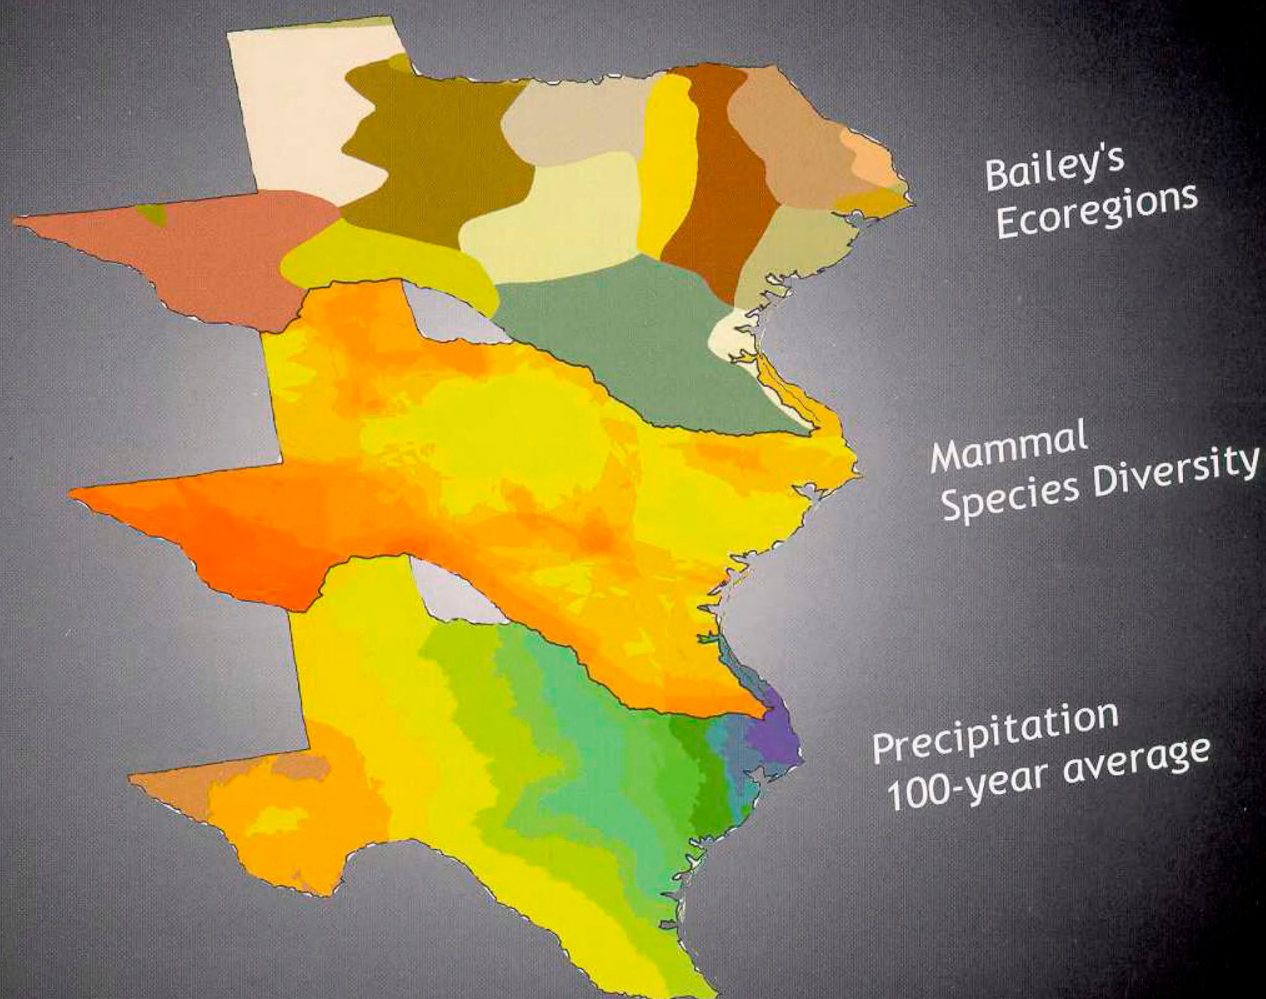 Bailey's
Ecoregions
Mammal
Species Diversity
Precipitation
100-year average